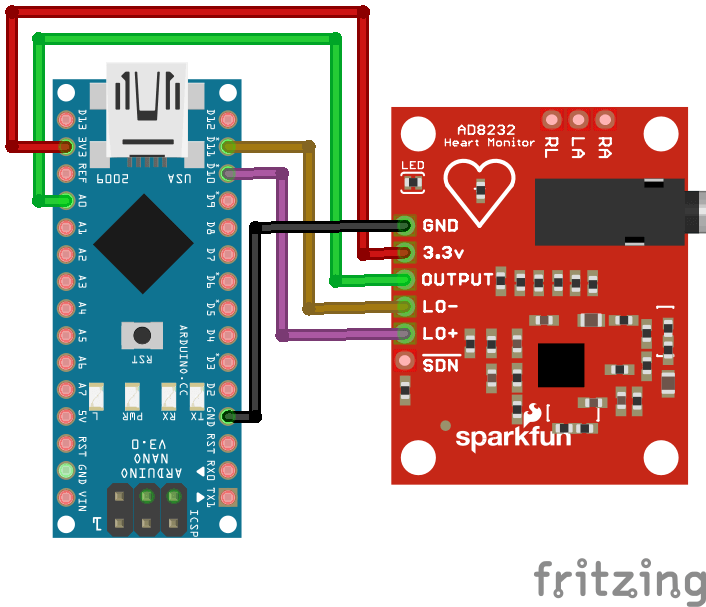 D13
3V3
REF
A0
A1
A2
A3
A4
A5
A6
A7
5V
RST
GND
VIN
D12
D11
D10
D9
D8
D7
D6
D5
D4
D3
D2
GND
RST
RX0
TX1
2009
USA
RST
ARDUINO.CC
L
PWR
RX
TX
V3.0
NANO
ARDUINO
1
ICSP
AD8232
Heart Monitor
RL
LA
RA
LED
GND
3.3v
OUTPUT
LO-
LO+
SDN
sparkfun
fritzing